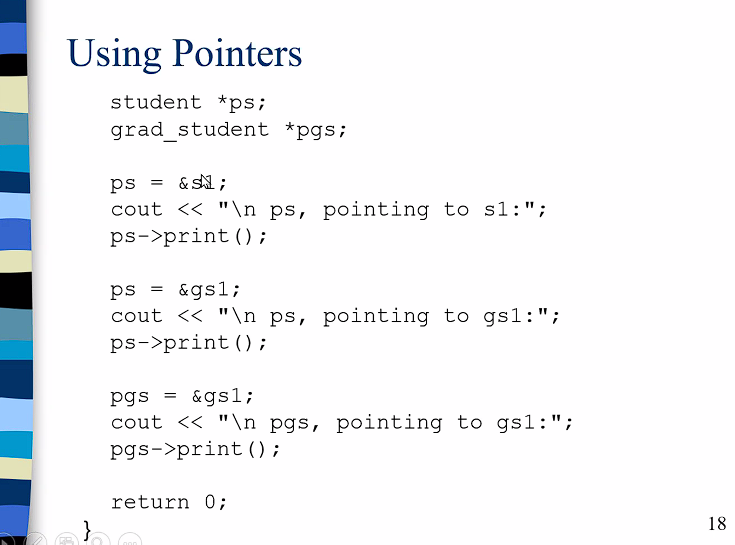 Using Pointers
student *ps;
grad_student *pgs;
ps = &s1;
cout << "\n ps, pointing to s1:";
ps->print();
ps = &gs1;
cout << "\n ps, pointing to gs1:";
ps->print();
pgs = &gs1;
cout << "\n pgs, pointing to gs1:";
pgs->print();
return 0;
}
18